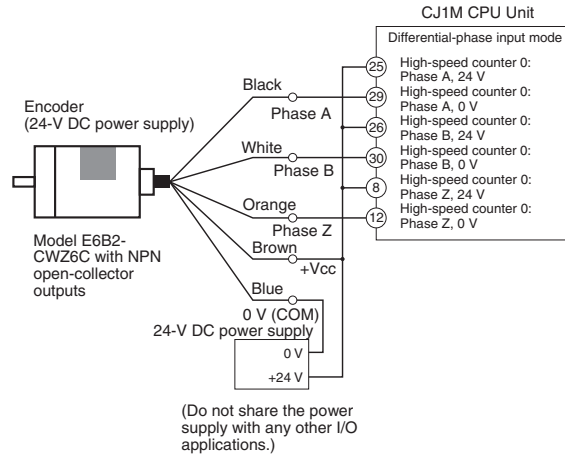 CJ1M CPU Unit
Differential-phase input mode
25
High-speed counter 0:
Phase A, 24 V
29
High-speed counter 0:
Phase A, 0 V
26
High-speed counter 0:
Phase B, 24 V
30
High-speed counter 0:
Phase B, 0 V
8
High-speed counter 0:
Phase Z, 24 V
12
High-speed counter 0:
Phase Z, 0 V
Encoder
(24-V DC power supply)
Black
Phase A
White
Phase B
Orange
Phase Z
Brown
+Vcc
Blue
0 V (COM)
Model E6B2-
CWZ6C with NPN
open-collector
outputs
24-V DC power supply
0 V
+24 V
(Do not share the power
supply with any other I/O
applications.)